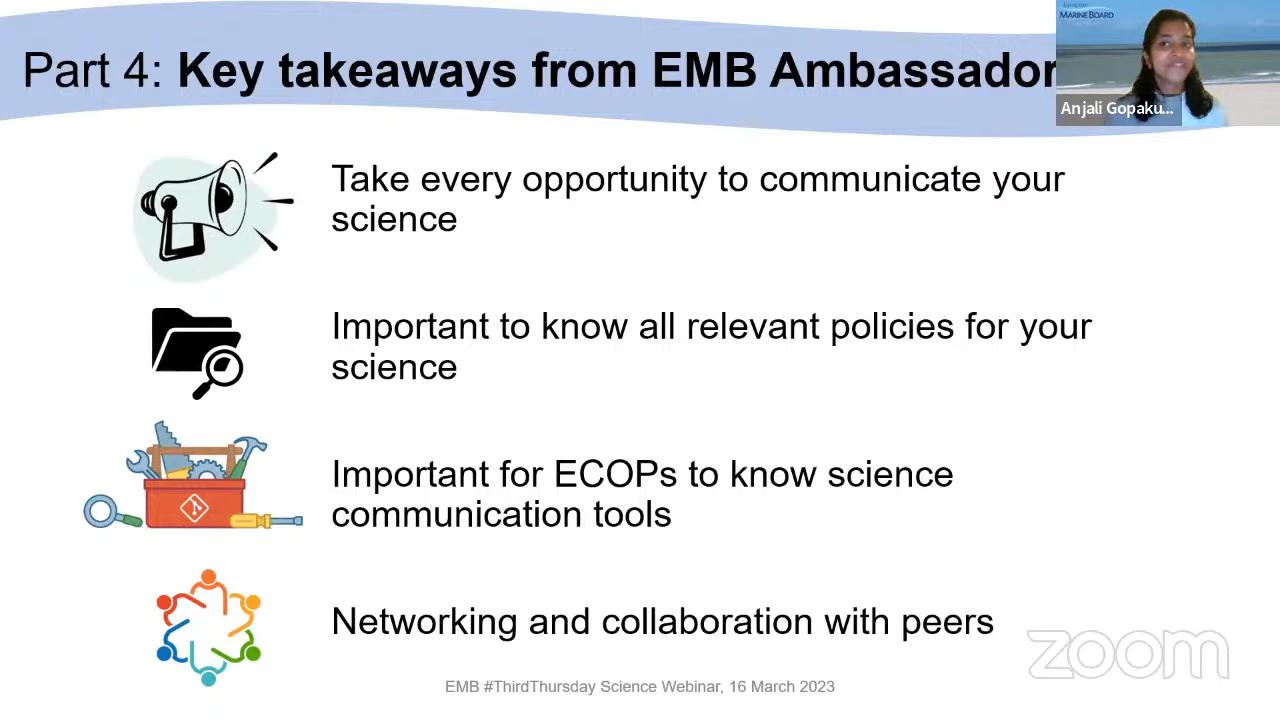 Part 4: Key takeaways from EMB Ambassador
MARINE BOARD
Anjali Gopaku...
Take every opportunity to communicate your
science
Important to know all relevant policies for your
science
Important for ECOPs to know science
communication tools
Networking and collaboration with peers
zoom
EMB #ThirdThursday Science Webinar, 16 March 2023